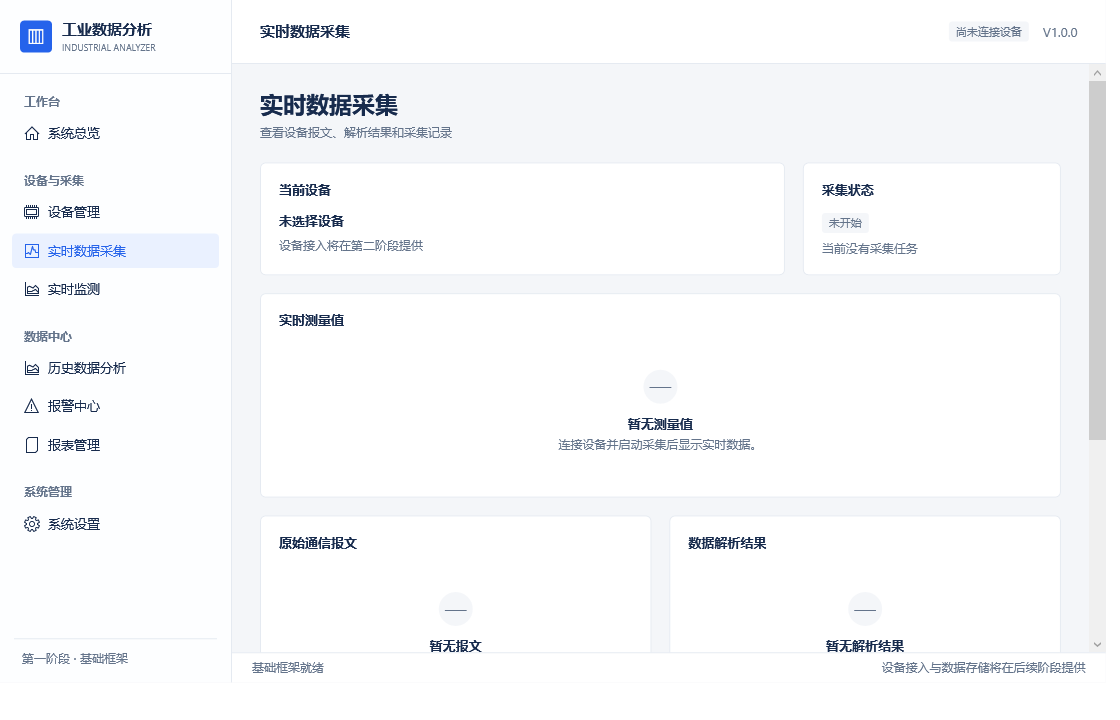 工业数据分析
INDUSTRIAL ANALYZER
工作台
系统总览
设备与采集
设备管理
实时数据采集
实时监测
数据中心
历史数据分析
报警中心
报表管理
系统管理
系统设置
第一阶段 · 基础框架
实时数据采集
尚未连接设备
V1.0.0
实时数据采集
查看设备报文、解析结果和采集记录
当前设备
未选择设备
设备接入将在第二阶段提供
采集状态
未开始
当前没有采集任务
实时测量值
暂无测量值
连接设备并启动采集后显示实时数据。
原始通信报文
暂无报文
数据解析结果
暂无解析结果
基础框架就绪
设备接入与数据存储将在后续阶段提供